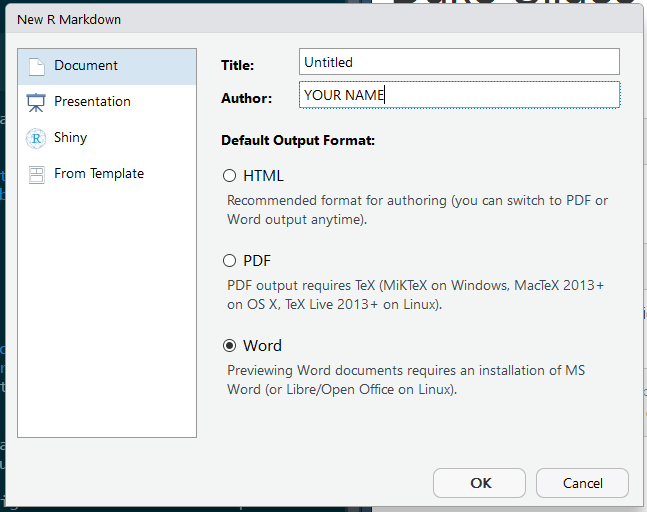 New R Markdown
Document
Presentation
Shiny
From Template
Title:
Untitled
Author:
YOUR NAME
Default Output Format:
HTML
Recommended format for authoring (you can switch to PDF or
Word output anytime).
PDF
PDF output requires TeX (MiKTeX on Windows, MacTeX 2013+
on OS X, TeX Live 2013+ on Linux).
Word
Previewing Word documents requires an installation of MS
Word (or Libre/Open Office on Linux).
OK
Cancel